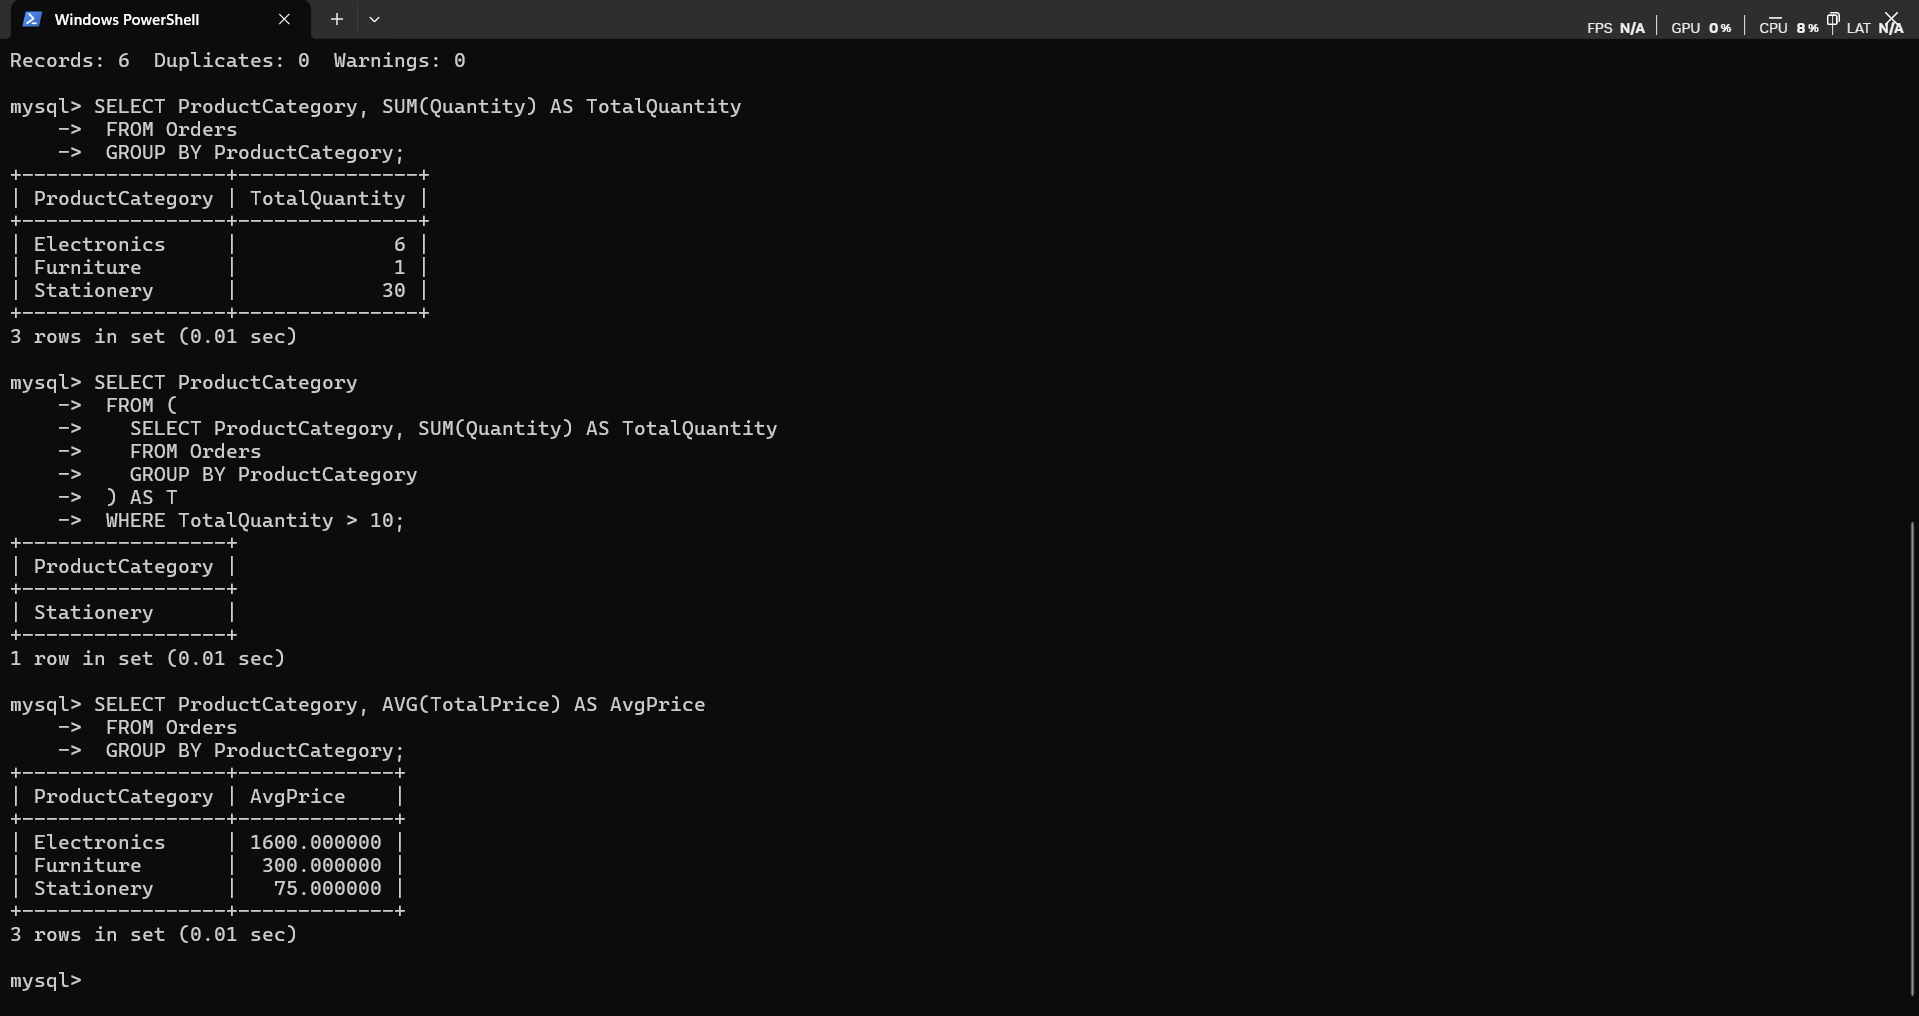 Windows PowerShell
FPS N/A | GPU 0% | CPU 8% | LAT N/A
Records: 6  Duplicates: 0  Warnings: 0

mysql> SELECT ProductCategory, SUM(Quantity) AS TotalQuantity
    ->  FROM Orders
    ->  GROUP BY ProductCategory;
+-----------------+---------------+
| ProductCategory | TotalQuantity |
+-----------------+---------------+
| Electronics     |             6 |
| Furniture       |             1 |
| Stationery      |            30 |
+-----------------+---------------+
3 rows in set (0.01 sec)

mysql> SELECT ProductCategory
    ->  FROM (
    ->    SELECT ProductCategory, SUM(Quantity) AS TotalQuantity
    ->    FROM Orders
    ->    GROUP BY ProductCategory
    ->  ) AS T
    ->  WHERE TotalQuantity > 10;
+-----------------+
| ProductCategory |
+-----------------+
| Stationery      |
+-----------------+
1 row in set (0.01 sec)

mysql> SELECT ProductCategory, AVG(TotalPrice) AS AvgPrice
    ->  FROM Orders
    ->  GROUP BY ProductCategory;
+-----------------+-------------+
| ProductCategory | AvgPrice    |
+-----------------+-------------+
| Electronics     | 1600.000000 |
| Furniture       |  300.000000 |
| Stationery      |   75.000000 |
+-----------------+-------------+
3 rows in set (0.01 sec)

mysql>